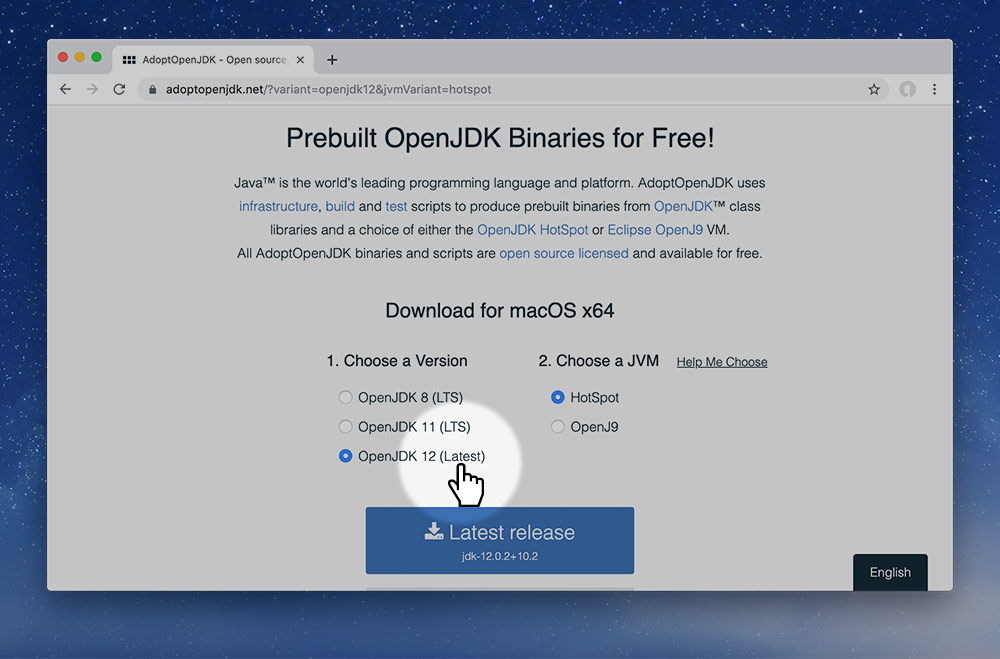 AdoptOpenJDK - Open source,
adoptopenjdk.net/?variant=openjdk12&jvmVariant=hotspot
Prebuilt OpenJDK Binaries for Free!
Java™ is the world's leading programming language and platform. AdoptOpenJDK uses
infrastructure, build and test scripts to produce prebuilt binaries from OpenJDK™ class
libraries and a choice of either the OpenJDK HotSpot or Eclipse OpenJ9 VM.
All AdoptOpenJDK binaries and scripts are open source licensed and available for free.
Download for macOS x64
1. Choose a Version
OpenJDK 8 (LTS)
OpenJDK 11 (LTS)
OpenJDK 12 (Latest)
2. Choose a JVM Help Me Choose
HotSpot
OpenJ9
Latest release
jdk-12.0.2+10.2
English